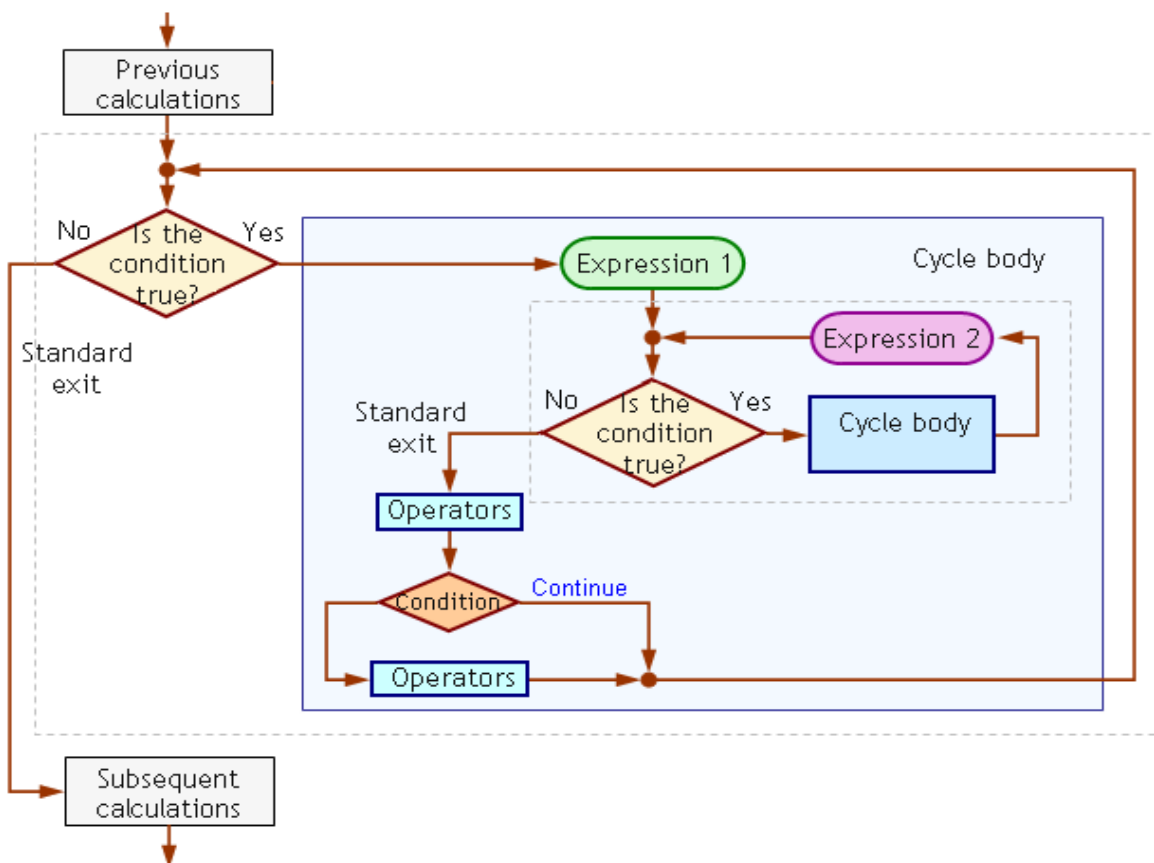 Previous
calculations
No
Is the
condition
true?
Yes
Standard
exit
Expression 1
Cycle body
Expression 2
No
Is the
condition
true?
Yes
Cycle body
Standard
exit
Operators
Condition
Continue
Operators
Subsequent
calculations